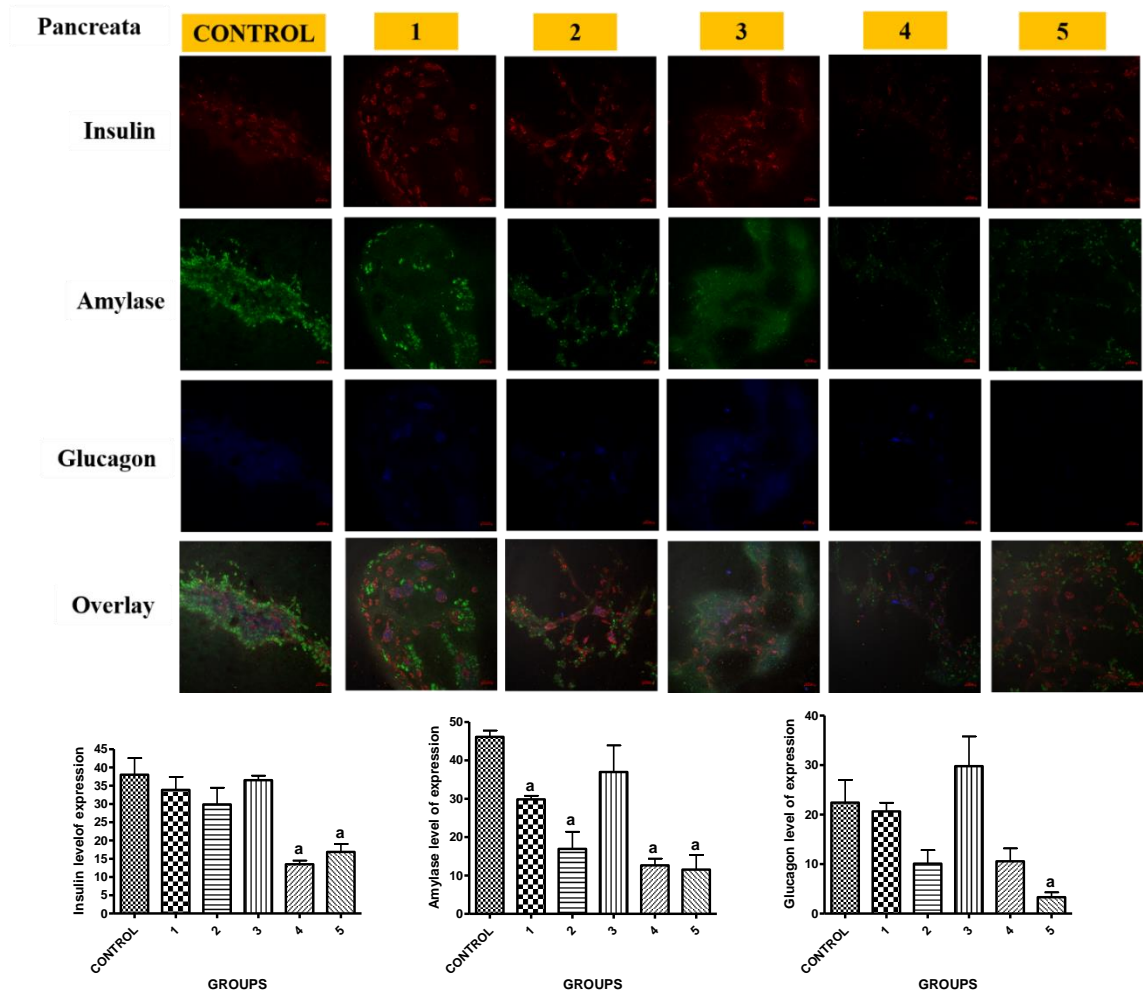 Pancreata CONTROL 1 2 3 4 5
Insulin
Amylase
Glucagon
Overlay
Insulin levelof expression
45
40
35
30
25
20
15
10
5
0
a a
CONTROL 1 2 3 4 5
GROUPS
Amylase level of expression
50
40
30
20
10
0
a a a a
CONTROL 1 2 3 4 5
GROUPS
Glucagon level of expression
40
30
20
10
0
a
CONTROL 1 2 3 4 5
GROUPS